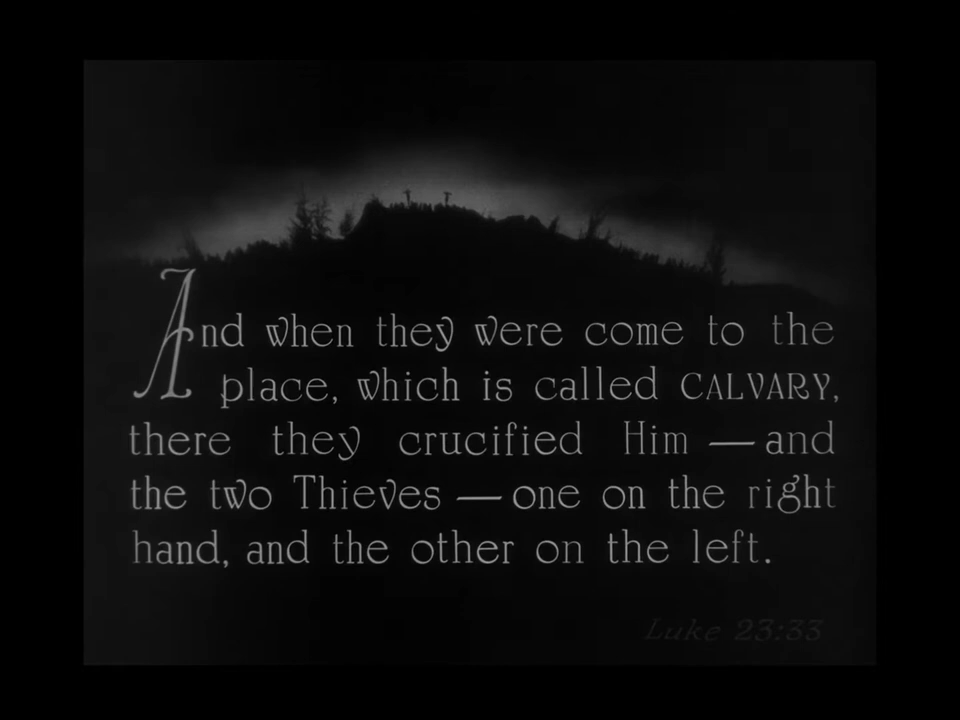 And when they were come to the
place, which is called CALVARY,
there they crucified Him — and
the two Thieves — one on the right
hand, and the other on the left.
Luke 23:33